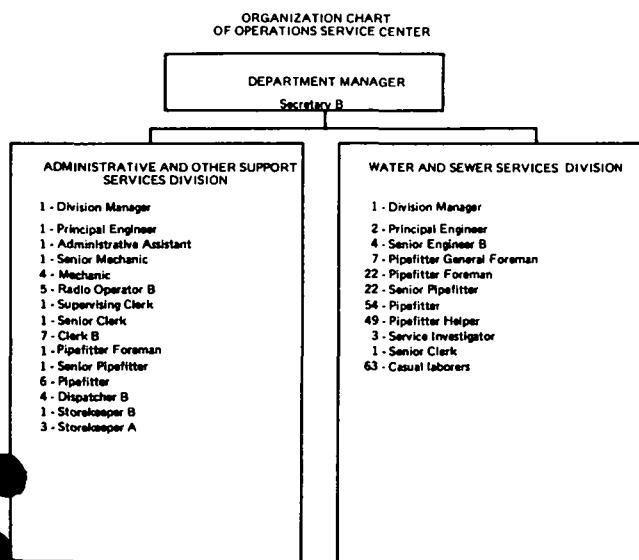 ORGANIZATION CHART
OF OPERATIONS SERVICE CENTER
DEPARTMENT MANAGER
Secretary B
ADMINISTRATIVE AND OTHER SUPPORT
SERVICES DIVISION
1 - Division Manager
1 - Principal Engineer
1 - Administrative Assistant
1 - Senior Mechanic
4 - Mechanic
5 - Radio Operator B
1 - Supervising Clerk
1 - Senior Clerk
7 - Clerk B
1 - Pipefitter Foreman
1 - Senior Pipefitter
6 - Pipefitter
4 - Dispatcher B
1 - Storekeeper B
3 - Storekeeper A
WATER AND SEWER SERVICES DIVISION
1 - Division Manager
2 - Principal Engineer
4 - Senior Engineer B
7 - Pipefitter General Foreman
22 - Pipefitter Foreman
22 - Senior Pipefitter
54 - Pipefitter
49 - Pipefitter Helper
3 - Service Investigator
1 - Senior Clerk
63 - Casual laborers